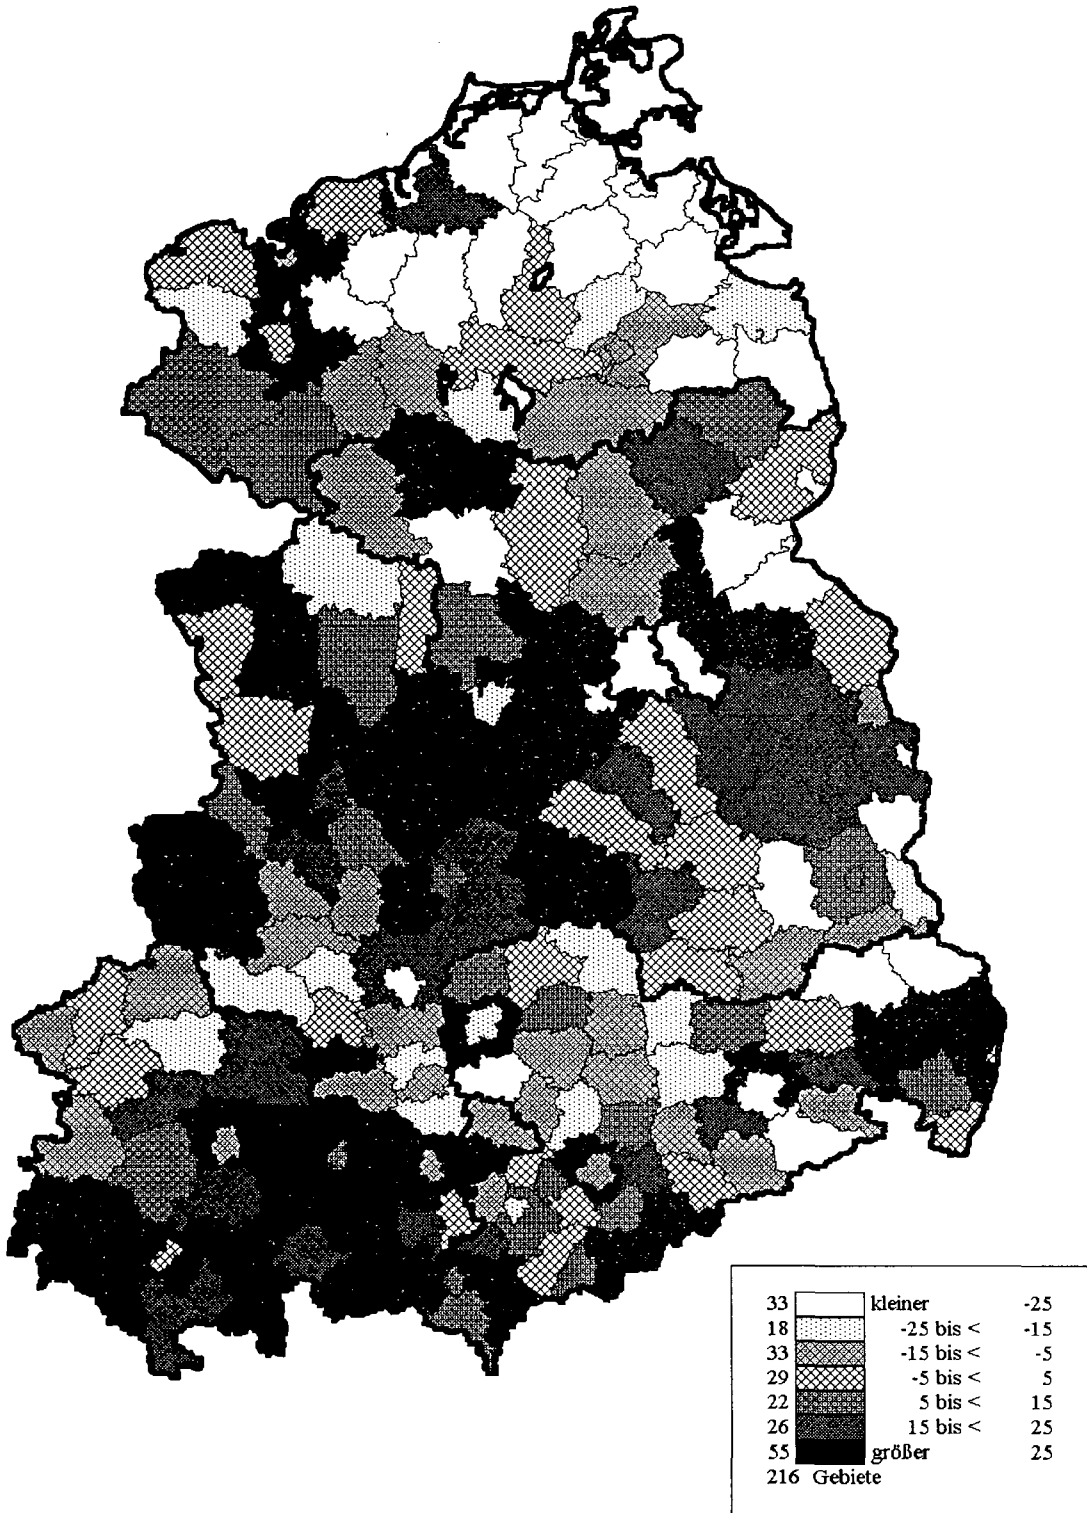 33 kleiner -25
18 -25 bis < -15
33 -15 bis < -5
29 -5 bis < 5
22 5 bis < 15
26 15 bis < 25
55 größer 25
216 Gebiete